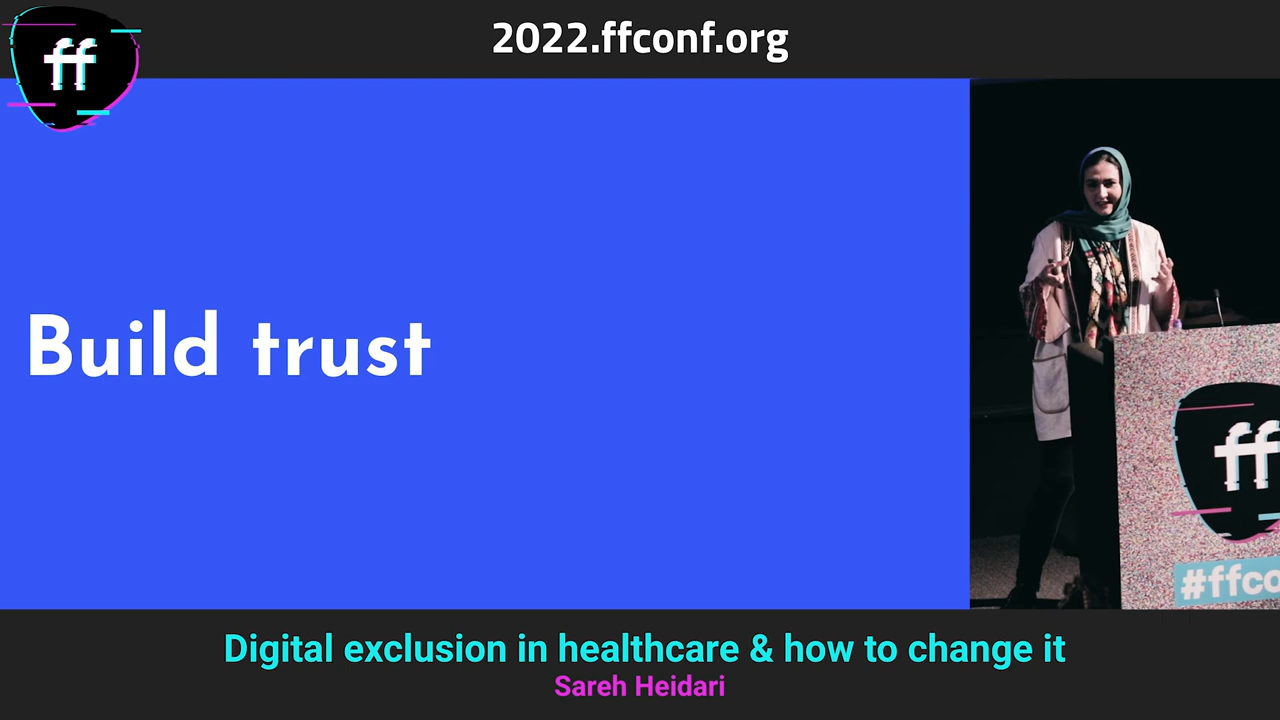 2022.ffconf.org
ff
Build trust
ff
#ffco
Digital exclusion in healthcare & how to change it
Sareh Heidari